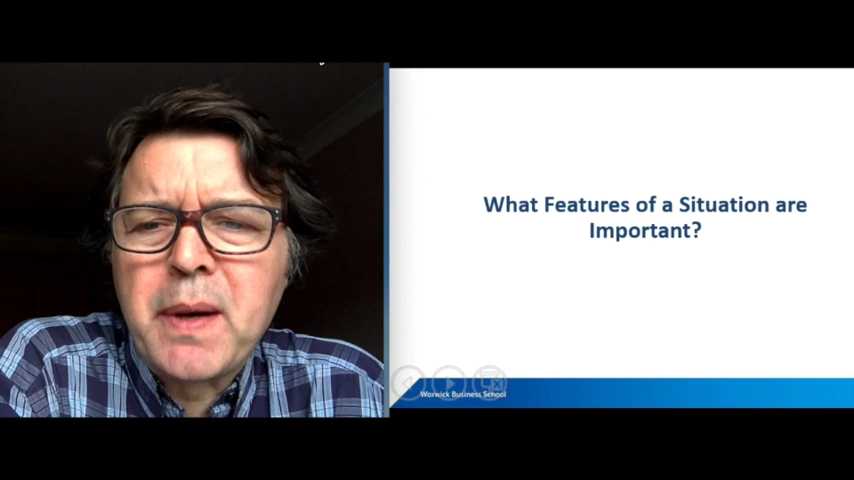 What Features of a Situation are
Important?
Warwick Business School